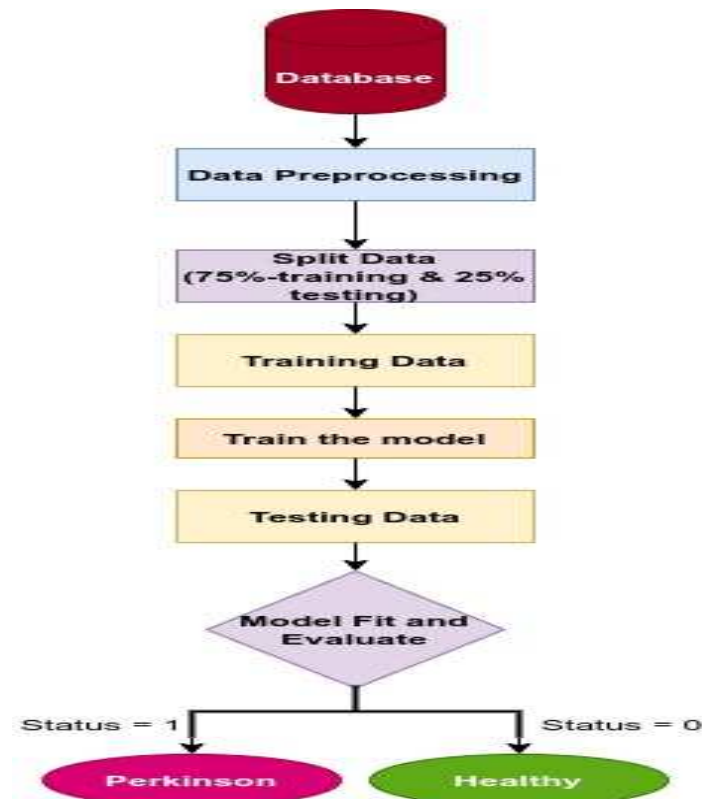 Database
Data Preprocessing
Split Data
(75%-training & 25%
testing)
Training Data
Train the model
Testing Data
Model Fit and
Evaluate
Status = 1
Status = 0
Perkinson
Healthy